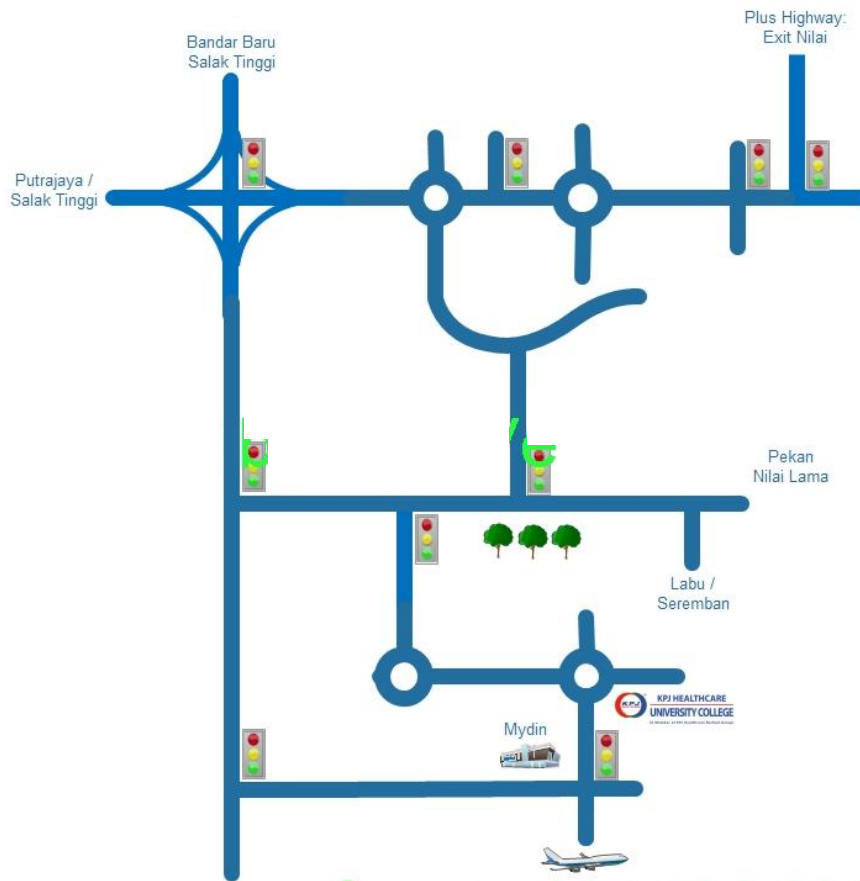 Plus Highway:
Exit Nilai
Bandar Baru
Salak Tinggi
Putrajaya /
Salak Tinggi
Pekan
Nilai Lama
Labu /
Seremban
KPJ HEALTHCARE
UNIVERSITY COLLEGE
Mydin